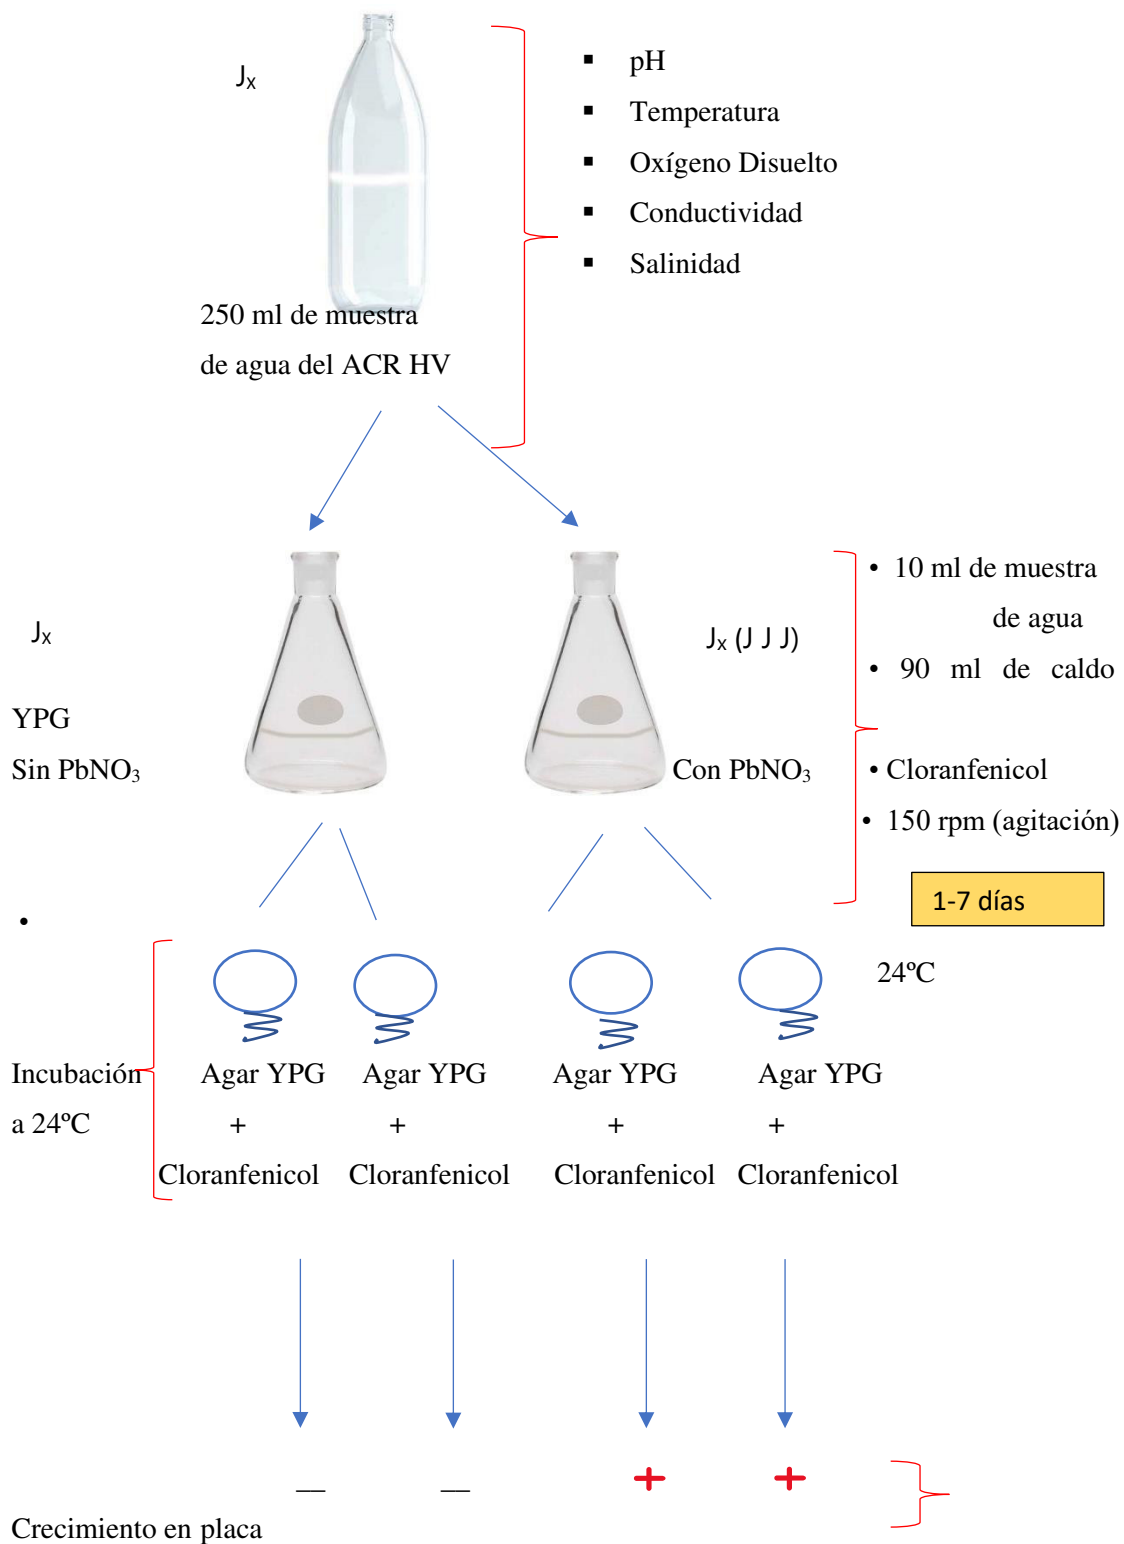 Jx
▪ pH
▪ Temperatura
▪ Oxígeno Disuelto
▪ Conductividad
▪ Salinidad
250 ml de muestra
de agua del ACR HV
Jx
YPG
Sin PbNO₃
Jx (J J J)
Con PbNO₃
• 10 ml de muestra
de agua
• 90 ml de caldo
• Cloranfenicol
• 150 rpm (agitación)
1-7 días
24ºC
•
Incubación
a 24ºC
Agar YPG Agar YPG Agar YPG Agar YPG
+ + + +
Cloranfenicol Cloranfenicol Cloranfenicol Cloranfenicol
__ __ + +
Crecimiento en placa